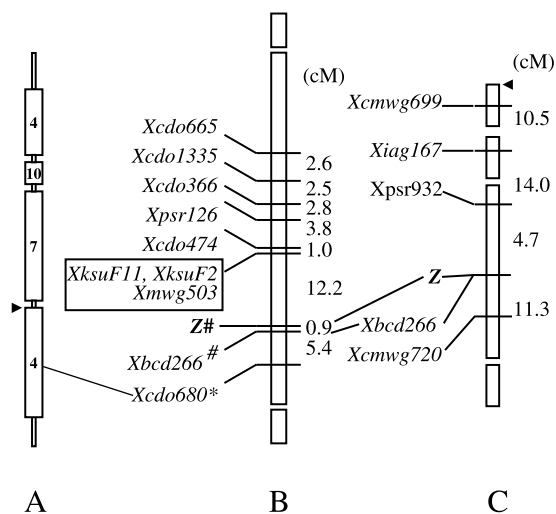 (cM)
(cM)
4
10
7
4
Xcdo665
Xcdo1335
Xcdo366
Xpsr126
Xcdo474
XksuF11, XksuF2
Xmwg503
Z#
Xbcd266#
Xcdo680*
2.6
2.5
2.8
3.8
1.0
12.2
0.9
5.4
Xcmwg699
Xiag167
Xpsr932
Z
Xbcd266
Xcmwg720
10.5
14.0
4.7
11.3
A
B
C